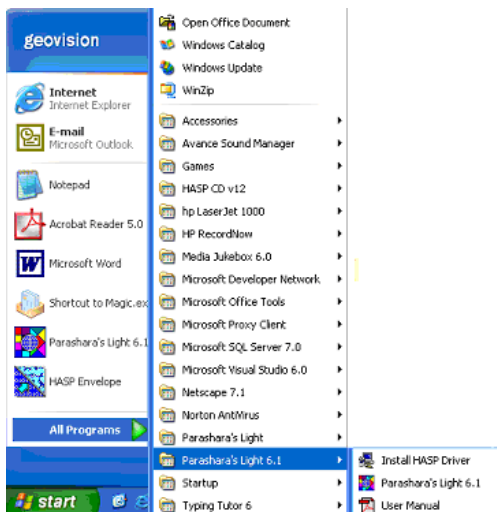 geovision
Internet
Internet Explorer
E-mail
Microsoft Outlook
Notepad
Acrobat Reader 5.0
Microsoft Word
Shortcut to Magic.ex
Parashara's Light 6.1
HASP Envelope
All Programs
start
Open Office Document
Windows Catalog
Windows Update
WinZip
Accessories
Avance Sound Manager
Games
HASP CD v12
hp LaserJet 1000
HP RecordNow
Media Jukebox 6.0
Microsoft Developer Network
Microsoft Office Tools
Microsoft Proxy Client
Microsoft SQL Server 7.0
Microsoft Visual Studio 6.0
Netscape 7.1
Norton AntiVirus
Parashara's Light
Parashara's Light 6.1
Startup
Typing Tutor 6
Install HASP Driver
Parashara's Light 6.1
User Manual